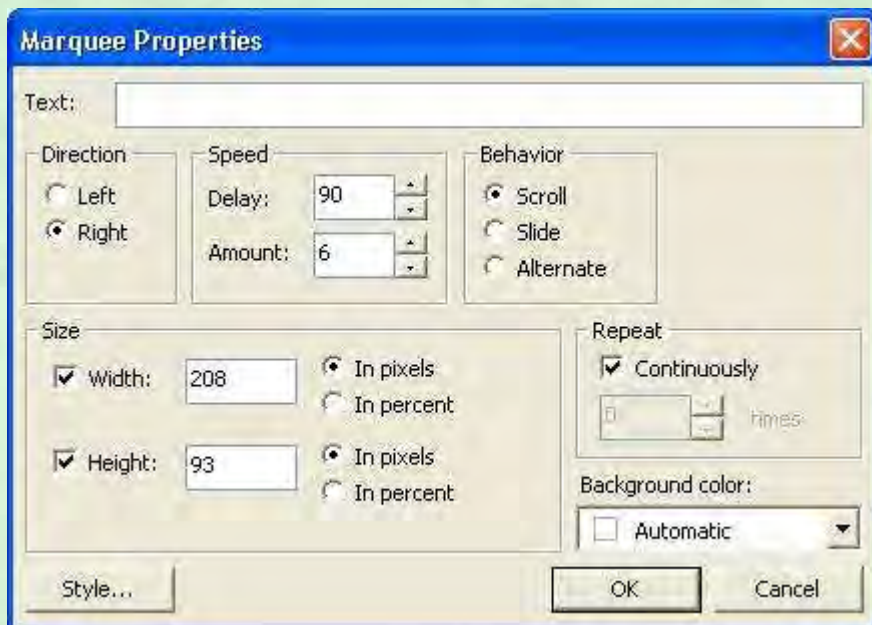 Marquee Properties
Text:
Direction
Left
Right
Speed
Delay: 90
Amount: 6
Behavior
Scroll
Slide
Alternate
Size
Width: 208
In pixels
In percent
Height: 93
In pixels
In percent
Repeat
Continuously
times
Background color:
Automatic
Style...
OK
Cancel